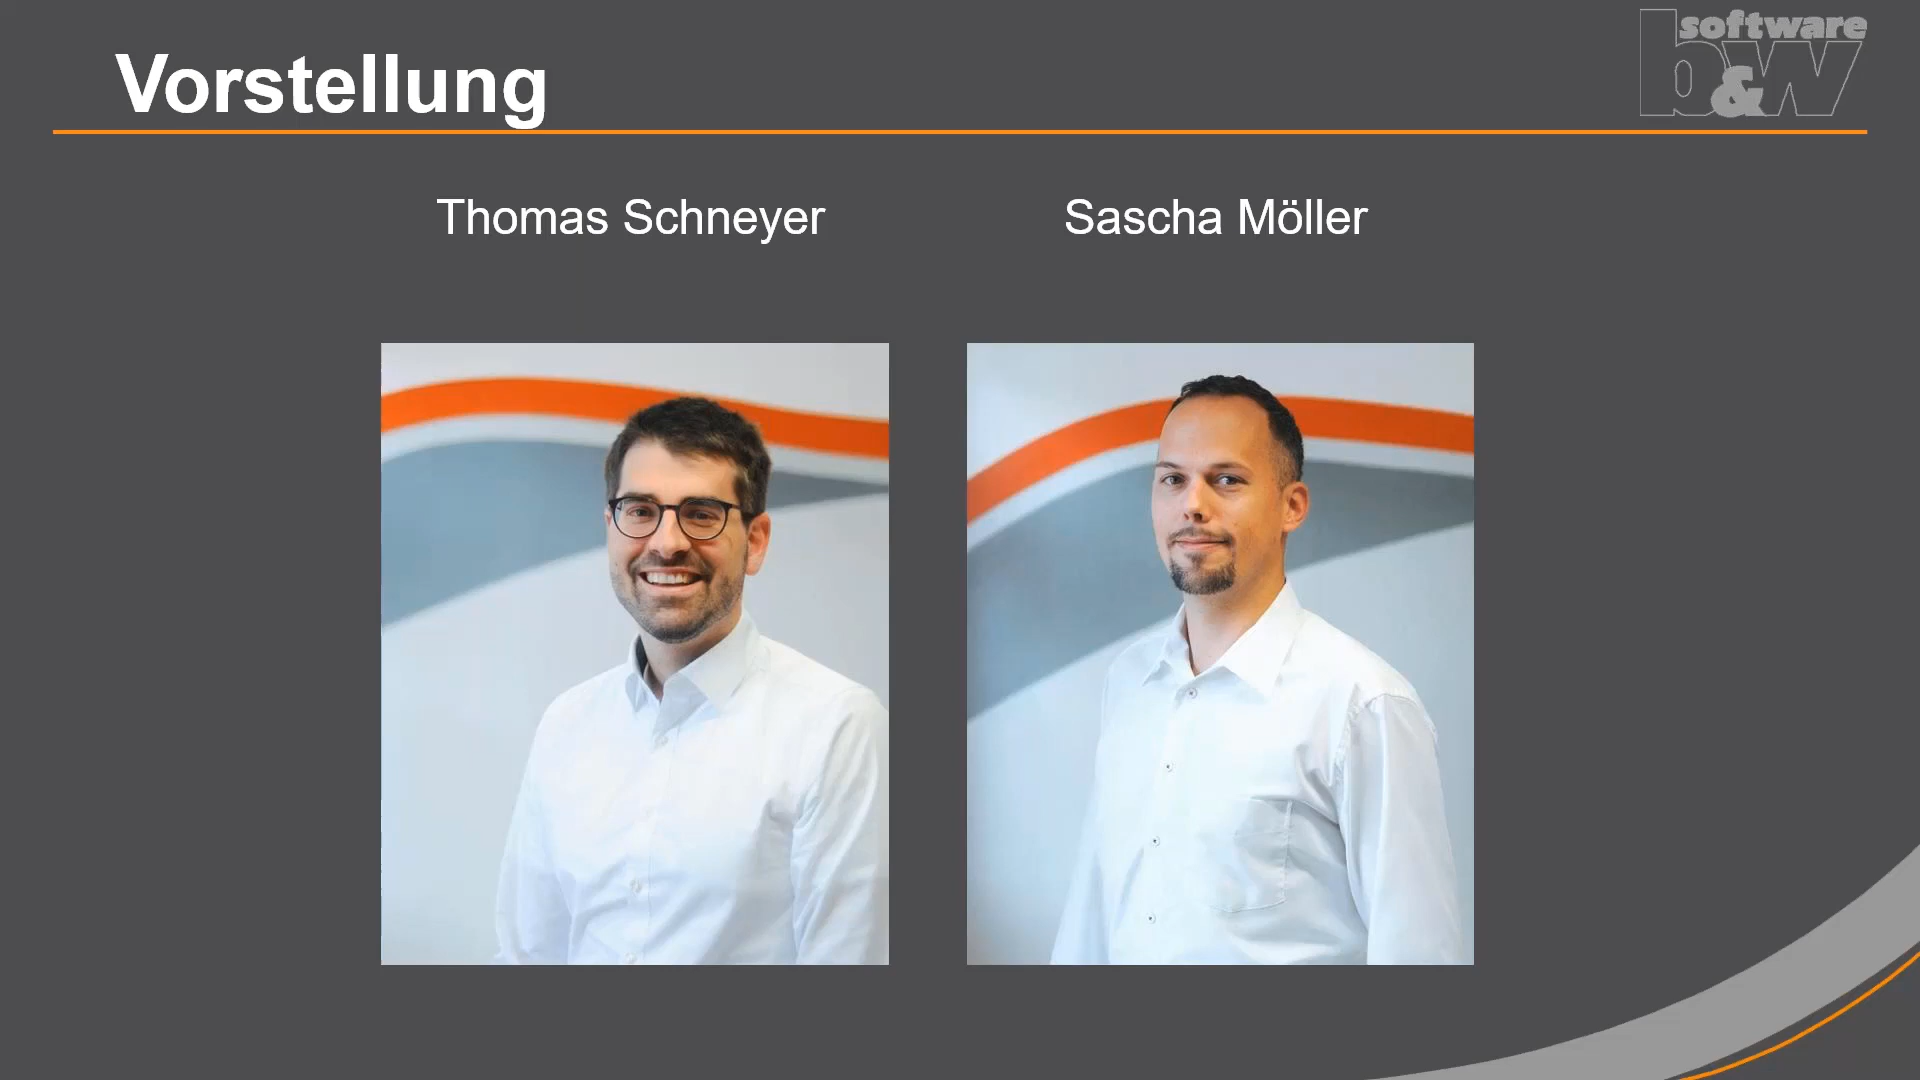 Vorstellung
software
b&w
Thomas Schneyer
Sascha Möller